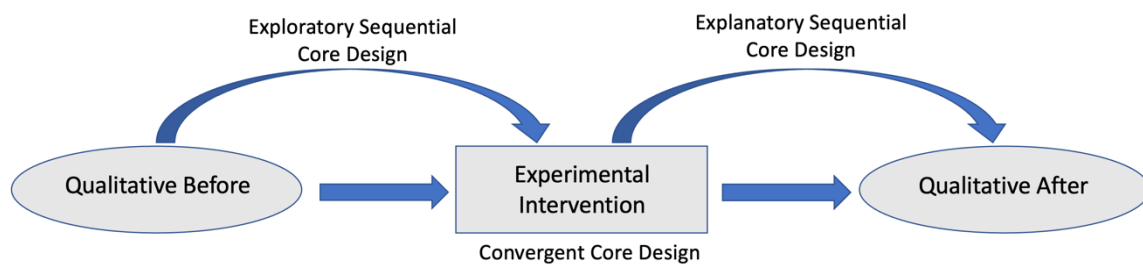 Exploratory Sequential
Core Design
Explanatory Sequential
Core Design
Qualitative Before
Experimental
Intervention
Qualitative After
Convergent Core Design